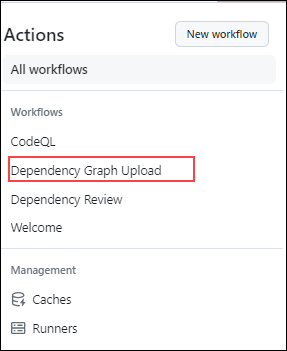 Actions
New workflow
All workflows
Workflows
CodeQL
Dependency Graph Upload
Dependency Review
Welcome
Management
Caches
Runners